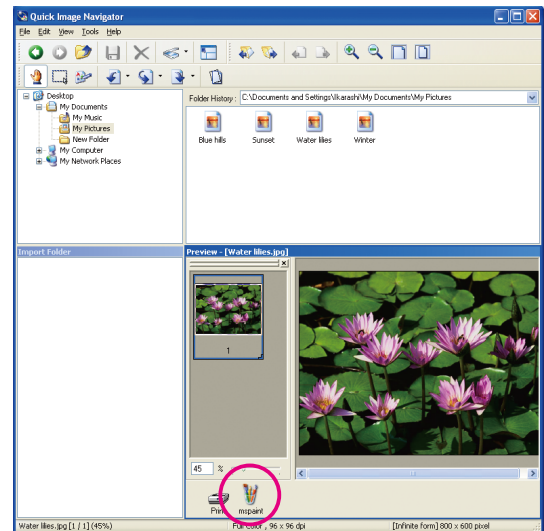 Quick Image Navigator
File Edit View Tools Help
Desktop
My Documents
My Music
My Pictures
New Folder
My Computer
My Network Places
Folder History : C:\Documents and Settings\Ikarashi\My Documents\My Pictures
Blue hills Sunset Water lilies Winter
Import Folder
Preview - [Water lilies.jpg]
1
45 %
Print mspaint
Water lilies.jpg [1 / 1] (45%) Full color , 96 x 96 dpi [Infinite form] 800 x 600 pixel